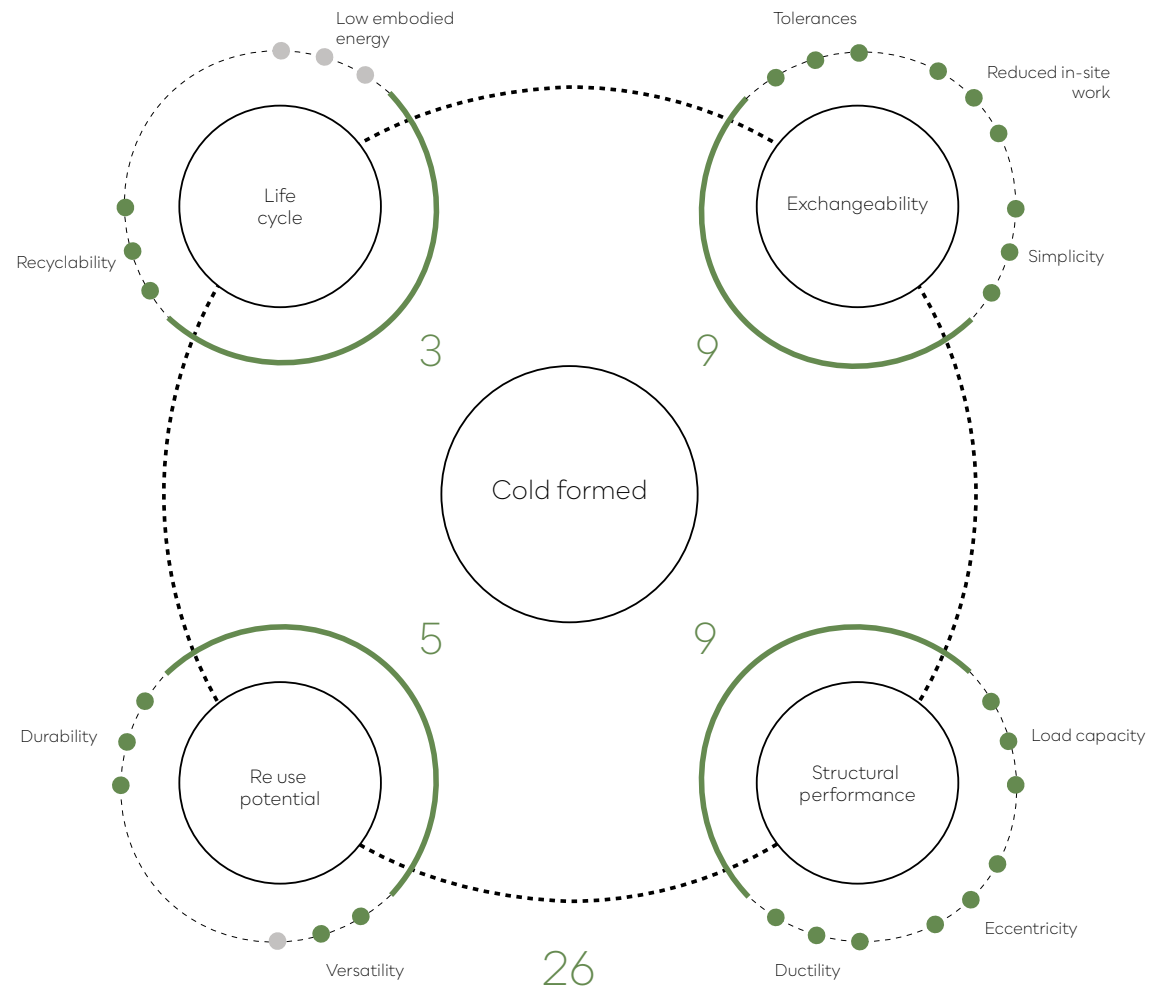 Low embodied
energy
Tolerances
Reduced in-site
work
Life
cycle
Exchangeability
Recyclability
Simplicity
3
9
Cold formed
5
9
Durability
Load capacity
Re use
potential
Structural
performance
Eccentricity
Versatility
26
Ductility